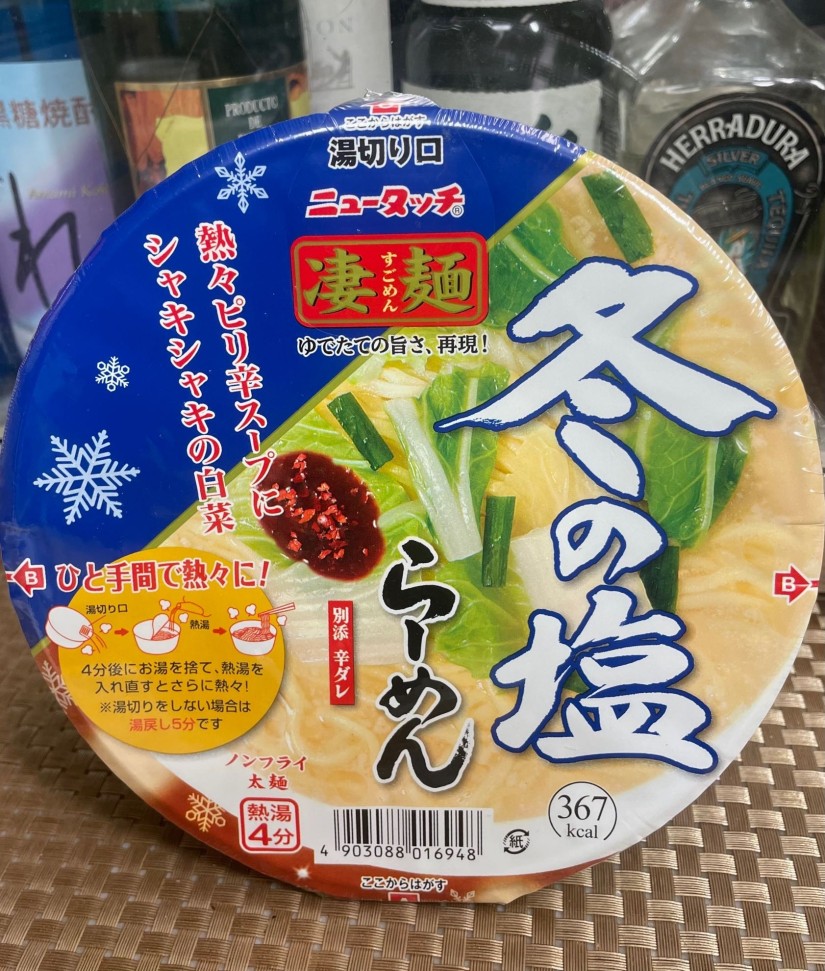 黒糖焼酎
れ
PRODUCTO
DE
HERRADURA
SILVER
TEQUILA
ここからはがす
湯切り口
ニュータッチ®
凄麺
すごめん
ゆでたての旨さ、再現!
熱々ピリ辛スープに
シャキシャキの白菜
冬の塩
らーめん
別添 辛ダレ
B
B
ひと手間で熱々に!
湯切り口
熱湯
4分後にお湯を捨て、熱湯を
入れ直すとさらに熱々!
※湯切りをしない場合は
湯戻し5分です
ノンフライ
太麺
熱湯
4分
4 903088 016948
紙
367
kcal
ここからはがす